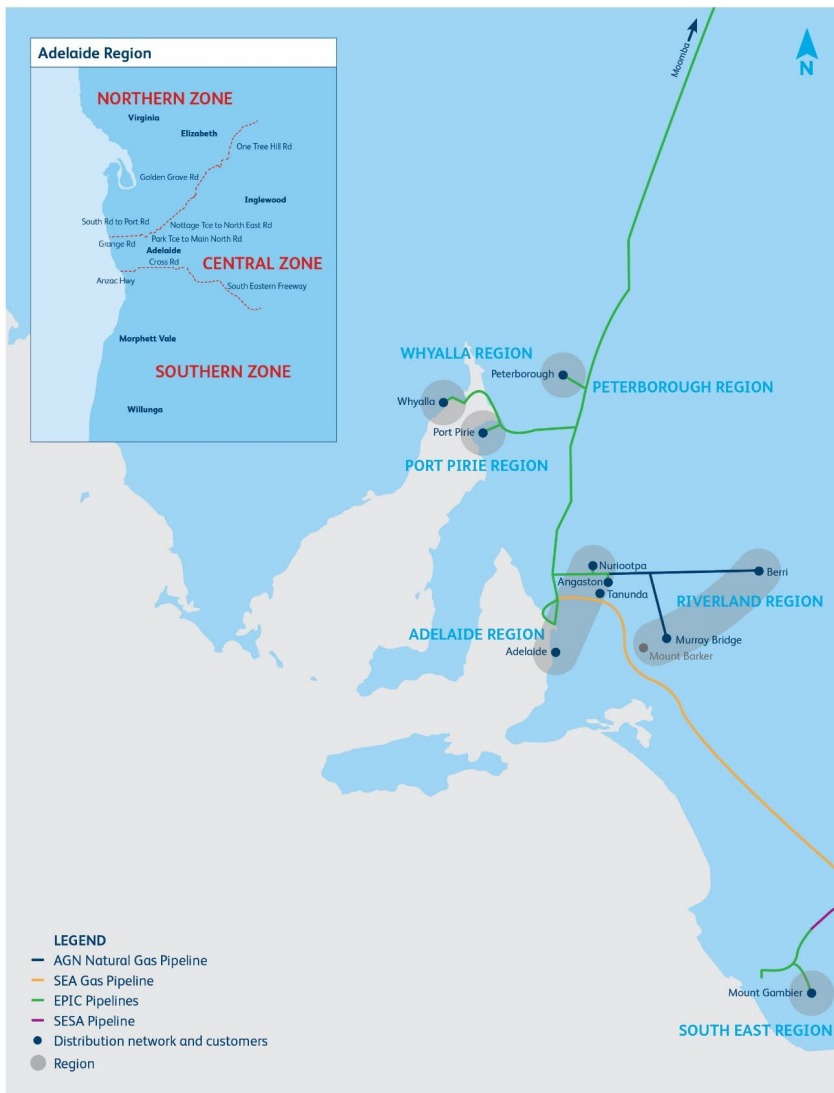 Adelaide Region
NORTHERN ZONE
Virginia
Elizabeth
One Tree Hill Rd
Golden Grove Rd
Inglewood
South Rd to Port Rd
Nottage Tce to North East Rd
Grange Rd
Park Tce to Main North Rd
Adelaide
Cross Rd
CENTRAL ZONE
Anzac Hwy
South Eastern Freeway
Morphett Vale
SOUTHERN ZONE
Willunga
Moomba
N
WHYALLA REGION
Peterborough
PETERBOROUGH REGION
Whyalla
Port Pirie
PORT PIRIE REGION
Nuriootpa
Berri
Angaston
Tanunda
RIVERLAND REGION
ADELAIDE REGION
Murray Bridge
Adelaide
Mount Barker
LEGEND
AGN Natural Gas Pipeline
SEA Gas Pipeline
EPIC Pipelines
SESA Pipeline
Distribution network and customers
Region
Mount Gambier
SOUTH EAST REGION